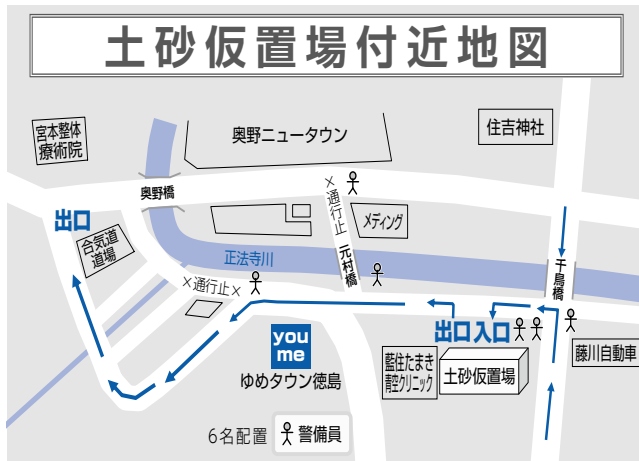 土砂仮置場付近地図
宮本整体
療術院
奥野ニュータウン
住吉神社
奥野橋
×通行止
メディング
出口
合気道
道場
正法寺川
元村橋
千鳥橋
×通行止×
出口
入口
you
me
ゆめタウン徳島
藍住たまき
青空クリニック
土砂仮置場
藤川自動車
6名配置
警備員